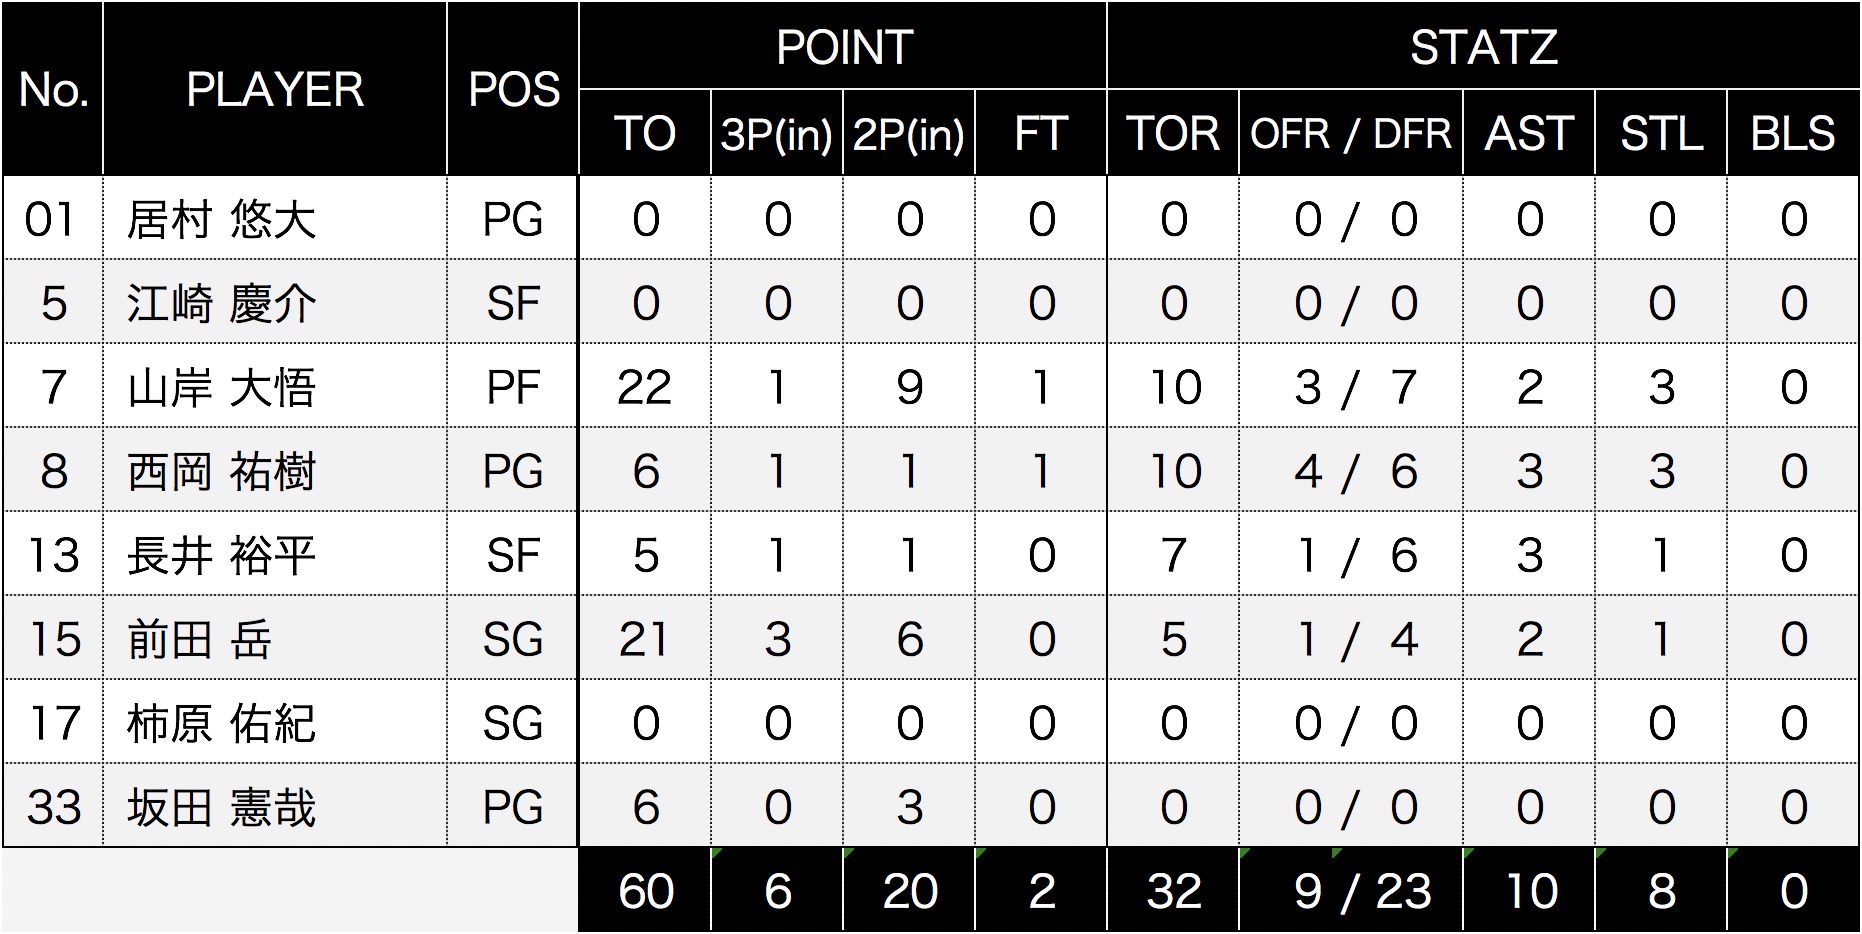 No. PLAYER POS POINT STATZ
TO 3P(in) 2P(in) FT TOR OFR / DFR AST STL BLS
01 居村 悠大 PG 0 0 0 0 0 0 / 0 0 0 0
5 江崎 慶介 SF 0 0 0 0 0 0 / 0 0 0 0
7 山岸 大悟 PF 22 1 9 1 10 3 / 7 2 3 0
8 西岡 祐樹 PG 6 1 1 1 10 4 / 6 3 3 0
13 長井 裕平 SF 5 1 1 0 7 1 / 6 3 1 0
15 前田 岳 SG 21 3 6 0 5 1 / 4 2 1 0
17 柿原 佑紀 SG 0 0 0 0 0 0 / 0 0 0 0
33 坂田 憲哉 PG 6 0 3 0 0 0 / 0 0 0 0
60 6 20 2 32 9 / 23 10 8 0